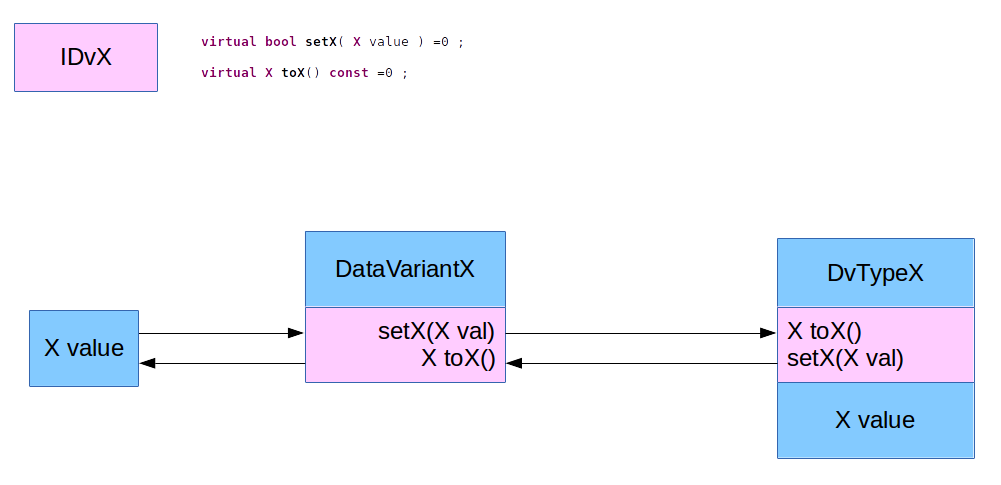 IDvX
virtual bool setX( X value ) =0 ;
virtual X toX() const =0 ;
DataVariantX
DvTypeX
X value
setX(X val)
X toX()
X toX()
setX(X val)
X value